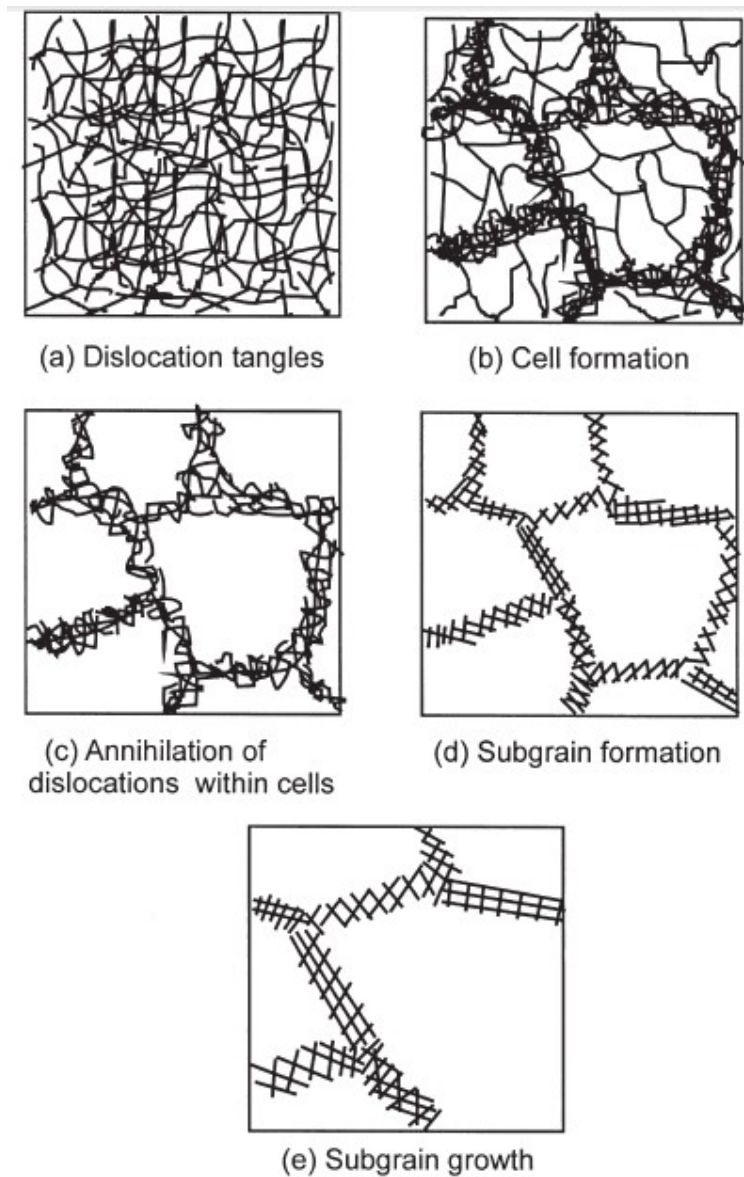 (a) Dislocation tangles
(b) Cell formation
(c) Annihilation of
dislocations within cells
(d) Subgrain formation
(e) Subgrain growth